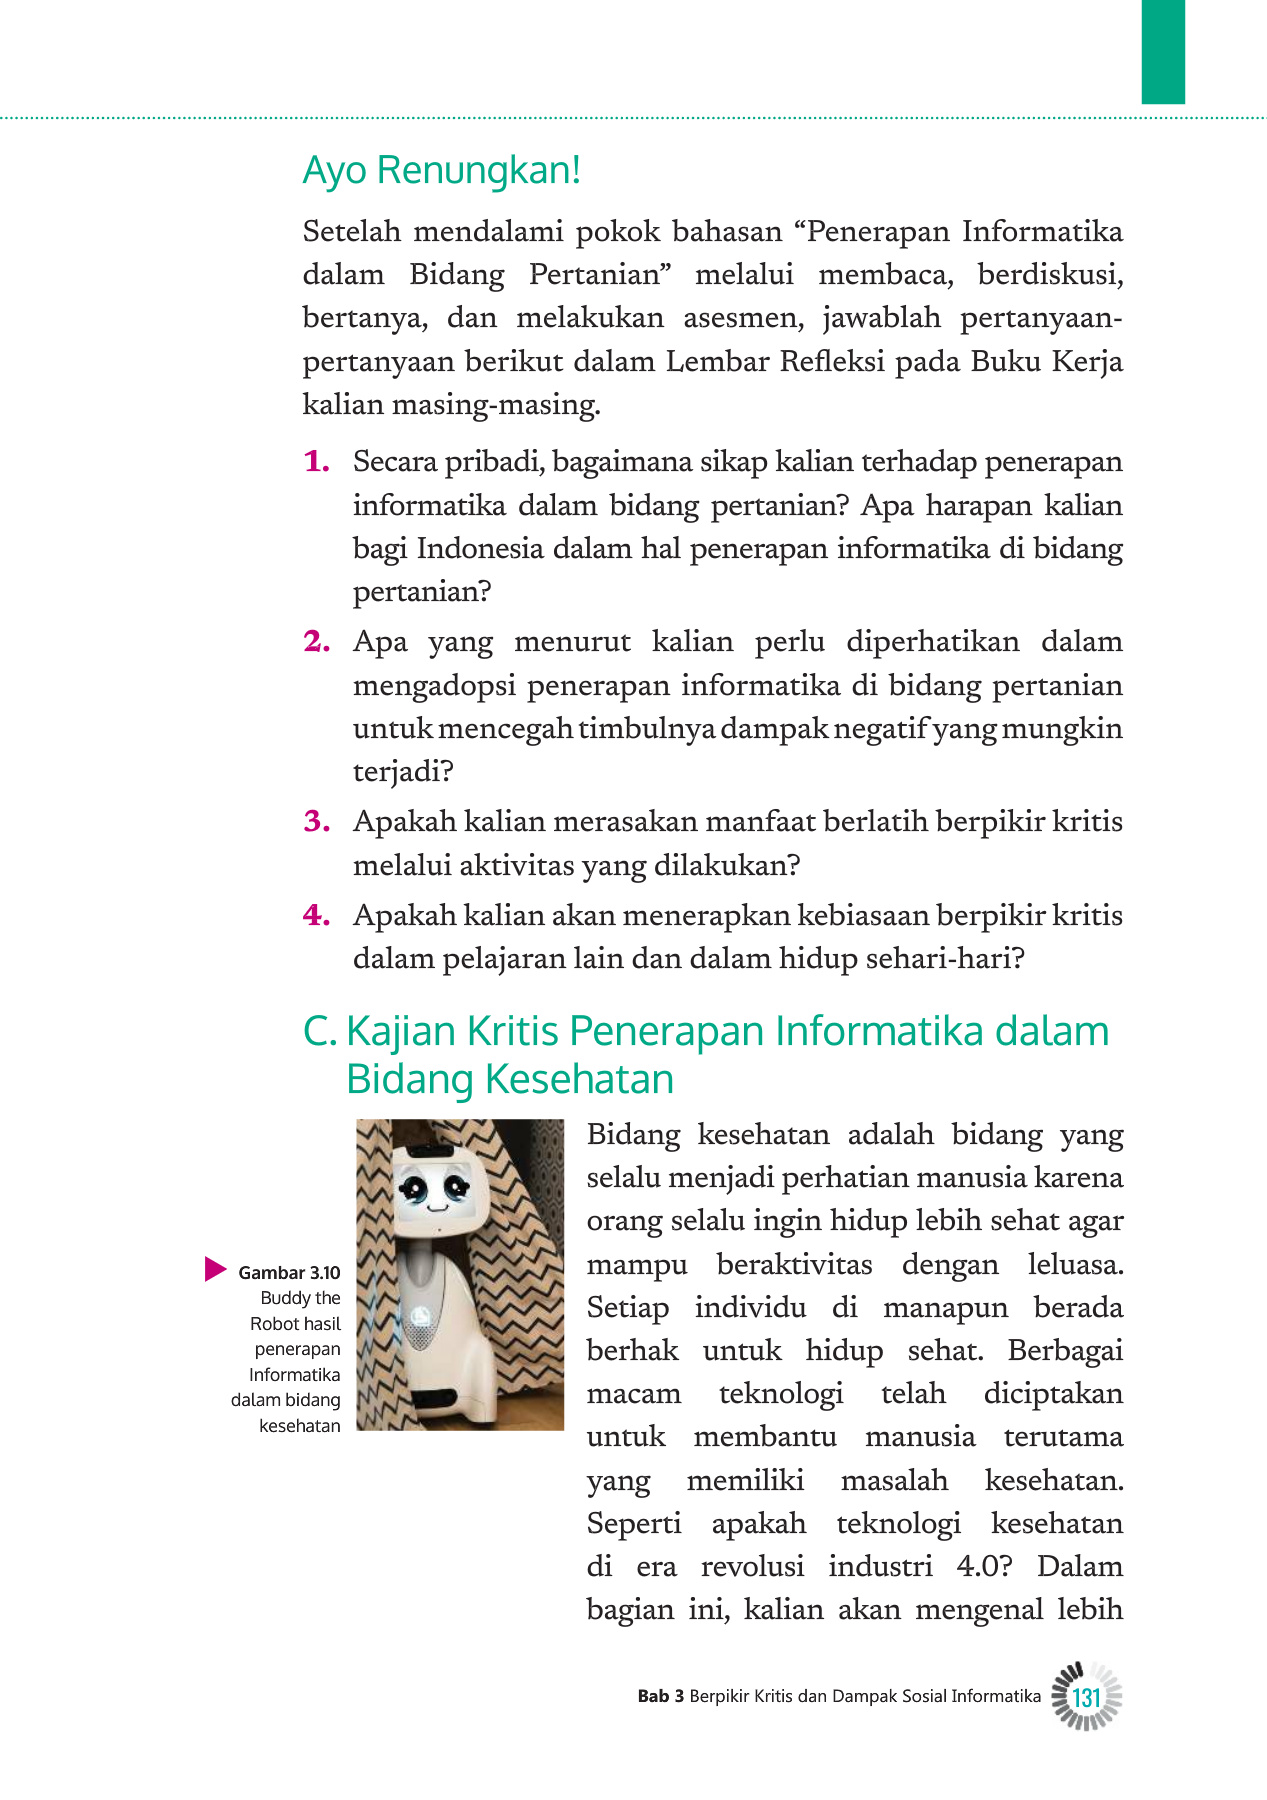 Ayo Renungkan!
Setelah mendalami pokok bahasan “Penerapan Informatika
dalam Bidang Pertanian” melalui membaca, berdiskusi,
bertanya, dan melakukan asesmen, jawablah pertanyaan-
pertanyaan berikut dalam Lembar Refleksi pada Buku Kerja
kalian masing-masing.
1. Secara pribadi, bagaimana sikap kalian terhadap penerapan
informatika dalam bidang pertanian? Apa harapan kalian
bagi Indonesia dalam hal penerapan informatika di bidang
pertanian?
2. Apa yang menurut kalian perlu diperhatikan dalam
mengadopsi penerapan informatika di bidang pertanian
untuk mencegah timbulnya dampak negatif yang mungkin
terjadi?
3. Apakah kalian merasakan manfaat berlatih berpikir kritis
melalui aktivitas yang dilakukan?
4. Apakah kalian akan menerapkan kebiasaan berpikir kritis
dalam pelajaran lain dan dalam hidup sehari-hari?
C. Kajian Kritis Penerapan Informatika dalam
Bidang Kesehatan
Gambar 3.10
Buddy the
Robot hasil
penerapan
Informatika
dalam bidang
kesehatan
Bidang kesehatan adalah bidang yang
selalu menjadi perhatian manusia karena
orang selalu ingin hidup lebih sehat agar
mampu beraktivitas dengan leluasa.
Setiap individu di manapun berada
berhak untuk hidup sehat. Berbagai
macam teknologi telah diciptakan
untuk membantu manusia terutama
yang memiliki masalah kesehatan.
Seperti apakah teknologi kesehatan
di era revolusi industri 4.0? Dalam
bagian ini, kalian akan mengenal lebih
Bab 3 Berpikir Kritis dan Dampak Sosial Informatika
131